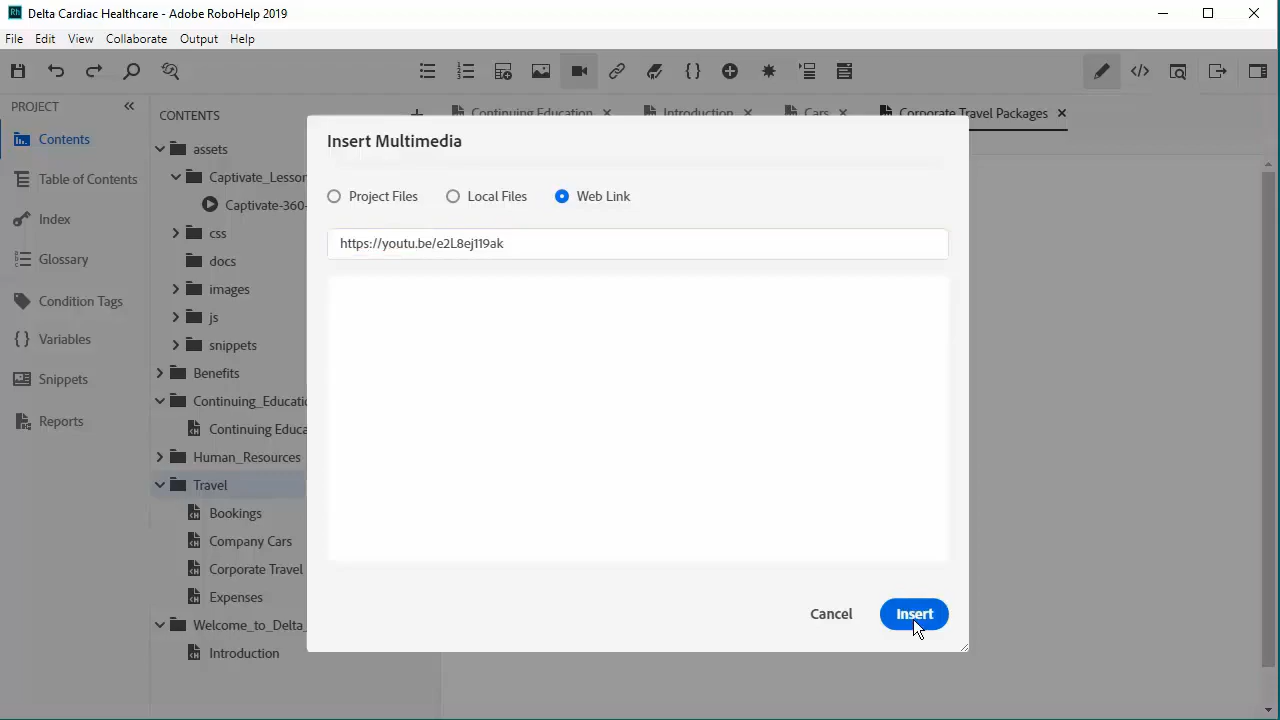 Rh Delta Cardiac Healthcare - Adobe RoboHelp 2019
File Edit View Collaborate Output Help
PROJECT
Contents
Table of Contents
Index
Glossary
Condition Tags
Variables
Snippets
Reports
CONTENTS
assets
Captivate_Lesson
Captivate-360-
css
docs
images
js
snippets
Benefits
Continuing_Educatio
Continuing Educa
Human_Resources
Travel
Bookings
Company Cars
Corporate Travel
Expenses
Welcome_to_Delta_
Introduction
Continuing Education Introduction Cars Corporate Travel Packages
Insert Multimedia
Project Files Local Files Web Link
https://youtu.be/e2L8ej119ak
Cancel Insert